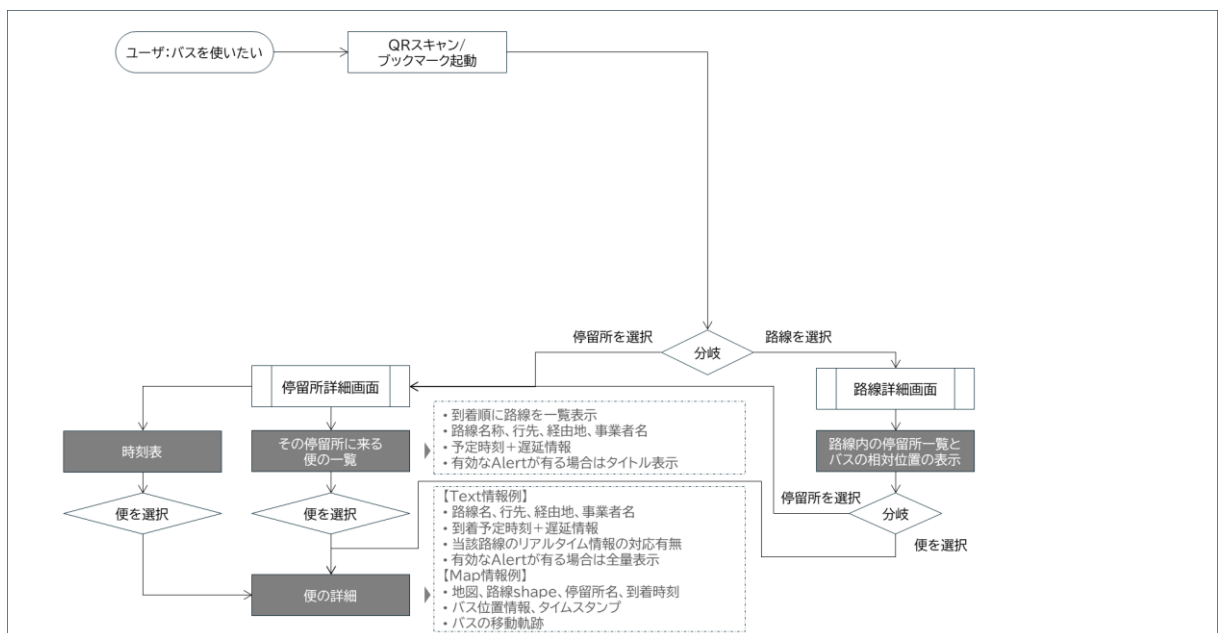 ユーザ:バスを使いたい
QRスキャン/
ブックマーク起動
停留所を選択
分岐
路線を選択
停留所詳細画面
路線詳細画面
時刻表
その停留所に来る
便の一覧
・到着順に路線を一覧表示
・路線名称、行先、経由地、事業者名
・予定時刻+遅延情報
・有効なAlertが有る場合はタイトル表示
路線内の停留所一覧と
バスの相対位置の表示
便を選択
便を選択
停留所を選択
分岐
便を選択
【Text情報例】
・路線名、行先、経由地、事業者名
・到着予定時刻+遅延情報
・当該路線のリアルタイム情報の対応有無
・有効なAlertが有る場合は全量表示
【Map情報例】
・地図、路線shape、停留所名、到着時刻
・バス位置情報、タイムスタンプ
・バスの移動軌跡
便の詳細